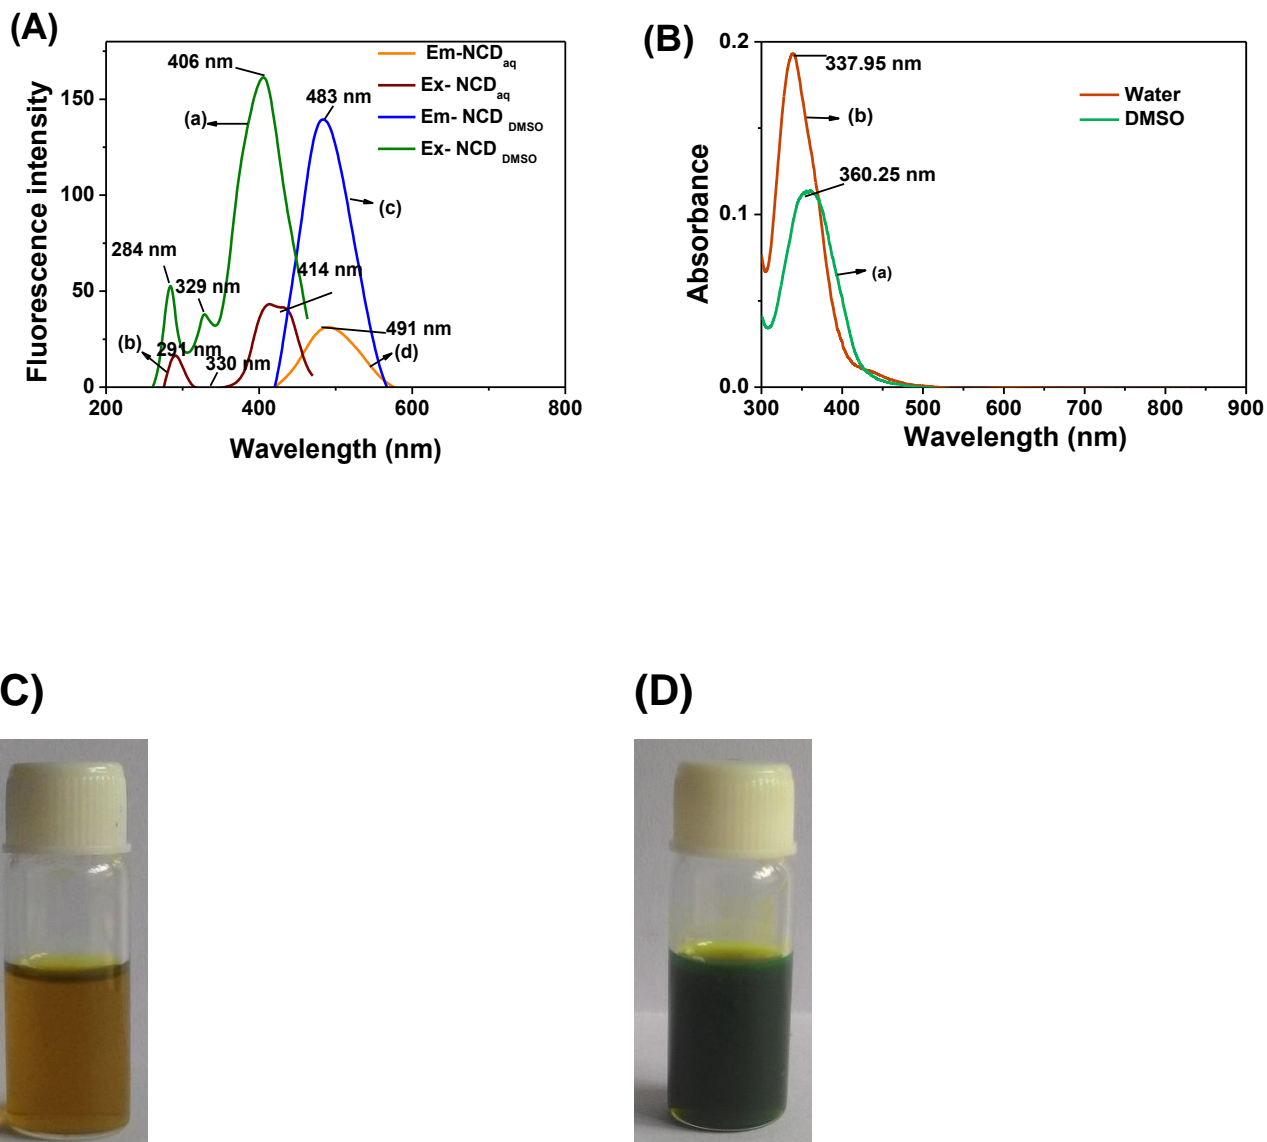 (A)
406 nm
Em-NCDaq
Ex- NCDaq
483 nm
Em- NCD DMSO
Ex- NCD DMSO
(a)
(c)
284 nm
329 nm
414 nm
491 nm
(b)
291 nm
330 nm
(d)
150
100
50
0
200 400 600 800
Fluorescence intensity
Wavelength (nm)
(B)
0.2
0.1
0.0
337.95 nm
Water
DMSO
(b)
360.25 nm
(a)
Absorbance
300 400 500 600 700 800 900
Wavelength (nm)
C)
(D)